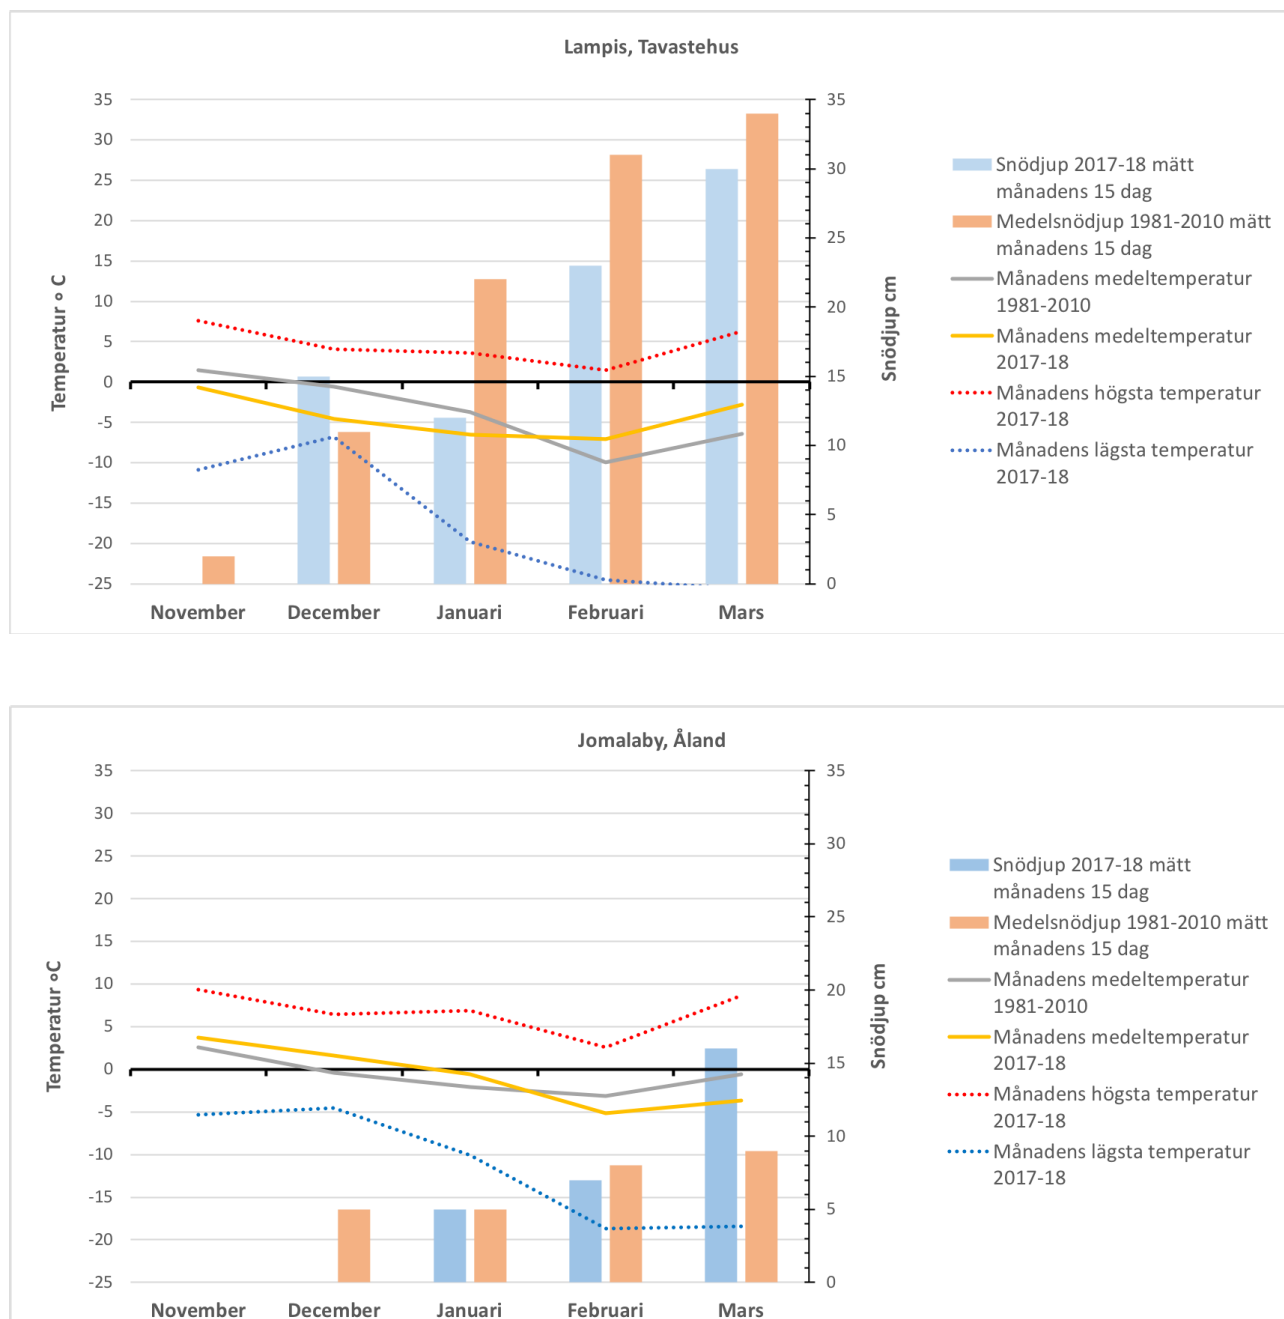 Lampis, Tavastehus
35
30
25
20
15
10
5
0
-5
-10
-15
-20
-25
Temperatur o C
35
30
25
20
15
10
5
0
Snödjup cm
November December Januari Februari Mars
Snödjup 2017-18 mätt
månadens 15 dag
Medelsnödjup 1981-2010 mätt
månadens 15 dag
Månadens medeltemperatur
1981-2010
Månadens medeltemperatur
2017-18
Månadens högsta temperatur
2017-18
Månadens lägsta temperatur
2017-18
Jomalaby, Åland
35
30
25
20
15
10
5
0
-5
-10
-15
-20
-25
Temperatur oC
35
30
25
20
15
10
5
0
Snödjup cm
November December Januari Februari Mars
Snödjup 2017-18 mätt
månadens 15 dag
Medelsnödjup 1981-2010 mätt
månadens 15 dag
Månadens medeltemperatur
1981-2010
Månadens medeltemperatur
2017-18
Månadens högsta temperatur
2017-18
Månadens lägsta temperatur
2017-18